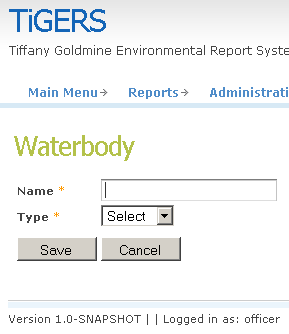 TiGERS
Tiffany Goldmine Environmental Report Syste
Main Menu Reports Administrati
Waterbody
Name *
Type * Select
Save Cancel
Version 1.0-SNAPSHOT | | Logged in as: officer